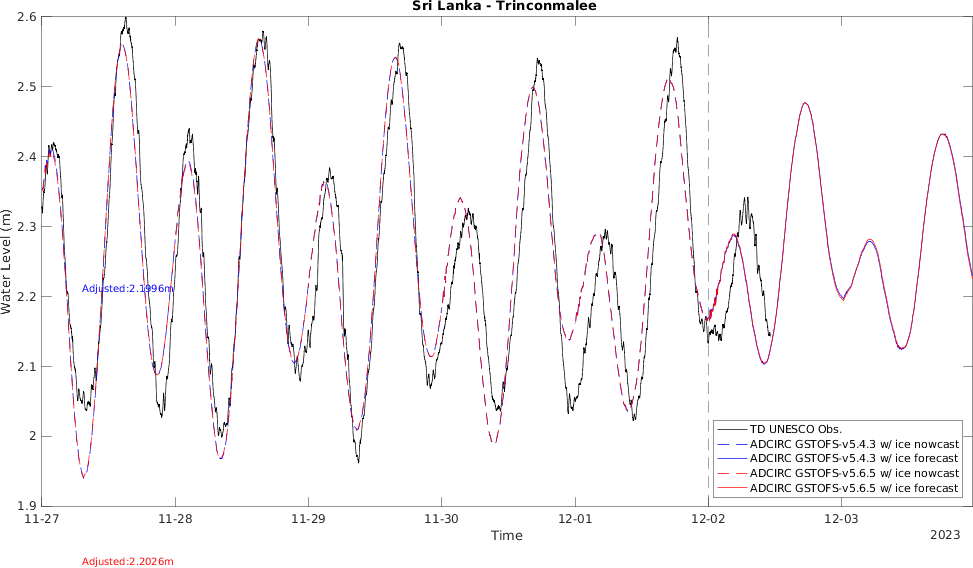 Sri Lanka - Trinconmalee
2.6
2.5
2.4
2.3
2.2
2.1
2
1.9
Water Level (m)
Adjusted:2.1996m
TD UNESCO Obs.
ADCIRC GSTOFS-v5.4.3 w/ ice nowcast
ADCIRC GSTOFS-v5.4.3 w/ ice forecast
ADCIRC GSTOFS-v5.6.5 w/ ice nowcast
ADCIRC GSTOFS-v5.6.5 w/ ice forecast
11-27 11-28 11-29 11-30 12-01 12-02 12-03
Time
2023
Adjusted:2.2026m